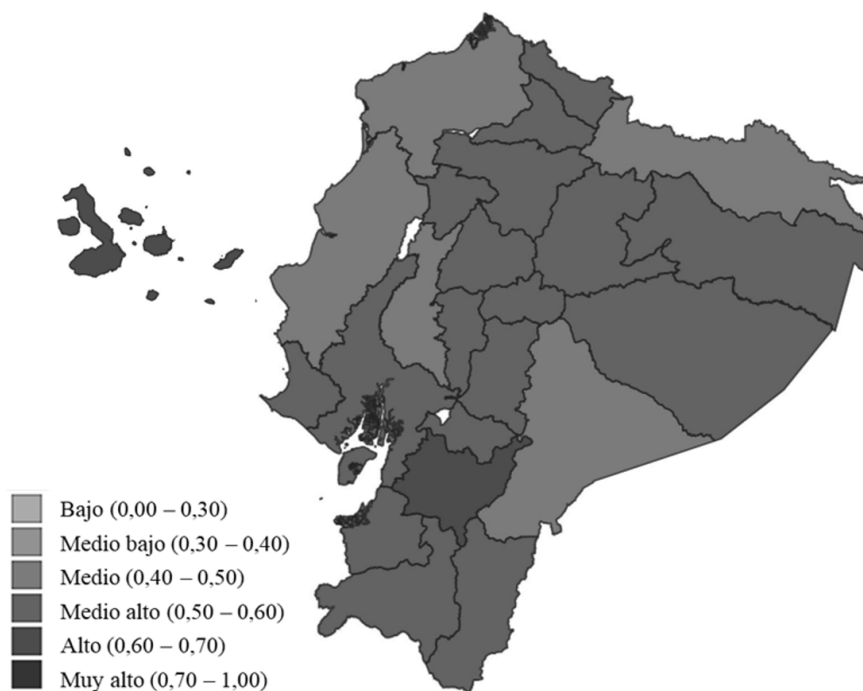 Bajo (0,00 – 0,30)
Medio bajo (0,30 – 0,40)
Medio (0,40 – 0,50)
Medio alto (0,50 – 0,60)
Alto (0,60 – 0,70)
Muy alto (0,70 – 1,00)